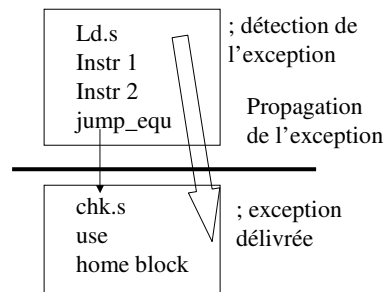 Ld.s
Instr 1
Instr 2
jump_equ
; détection de
l'exception
Propagation
de l'exception
chk.s
use
home block
; exception
délivrée